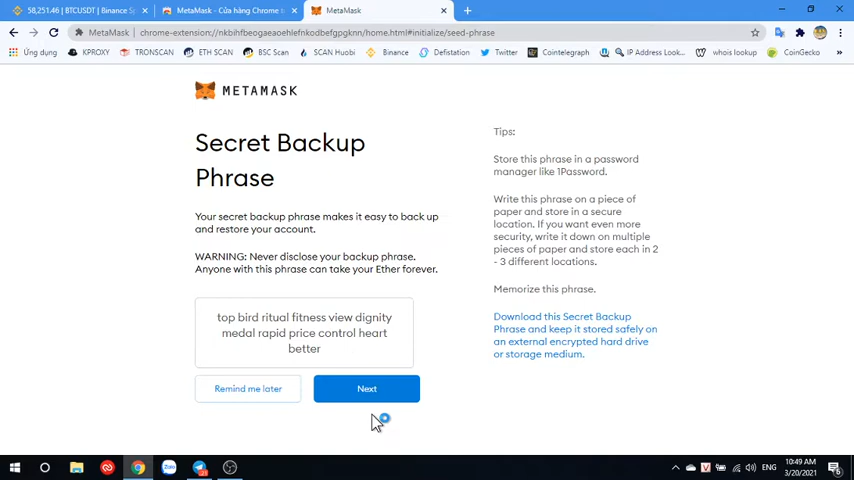 58,251.46 | BTCUSDT | Binance Sp
MetaMask - Cửa hàng Chrome t
MetaMask
MetaMask | chrome-extension://nkbihfbeogaeaoehlefnkodbefgpgknn/home.html#initialize/seed-phrase
Ứng dụng KPROXY TRONSCAN ETH SCAN BSC Scan SCAN Huobi Binance Defistation Twitter Cointelegraph IP Address Look... whois lookup CoinGecko
METAMASK
Secret Backup
Phrase
Your secret backup phrase makes it easy to back up
and restore your account.
WARNING: Never disclose your backup phrase.
Anyone with this phrase can take your Ether forever.
top bird ritual fitness view dignity
medal rapid price control heart
better
Remind me later
Next
Tips:
Store this phrase in a password
manager like 1Password.
Write this phrase on a piece of
paper and store in a secure
location. If you want even more
security, write it down on multiple
pieces of paper and store each in 2
- 3 different locations.
Memorize this phrase.
Download this Secret Backup
Phrase and keep it stored safely on
an external encrypted hard drive
or storage medium.
Zalo
ENG
10:49 AM
3/20/2021